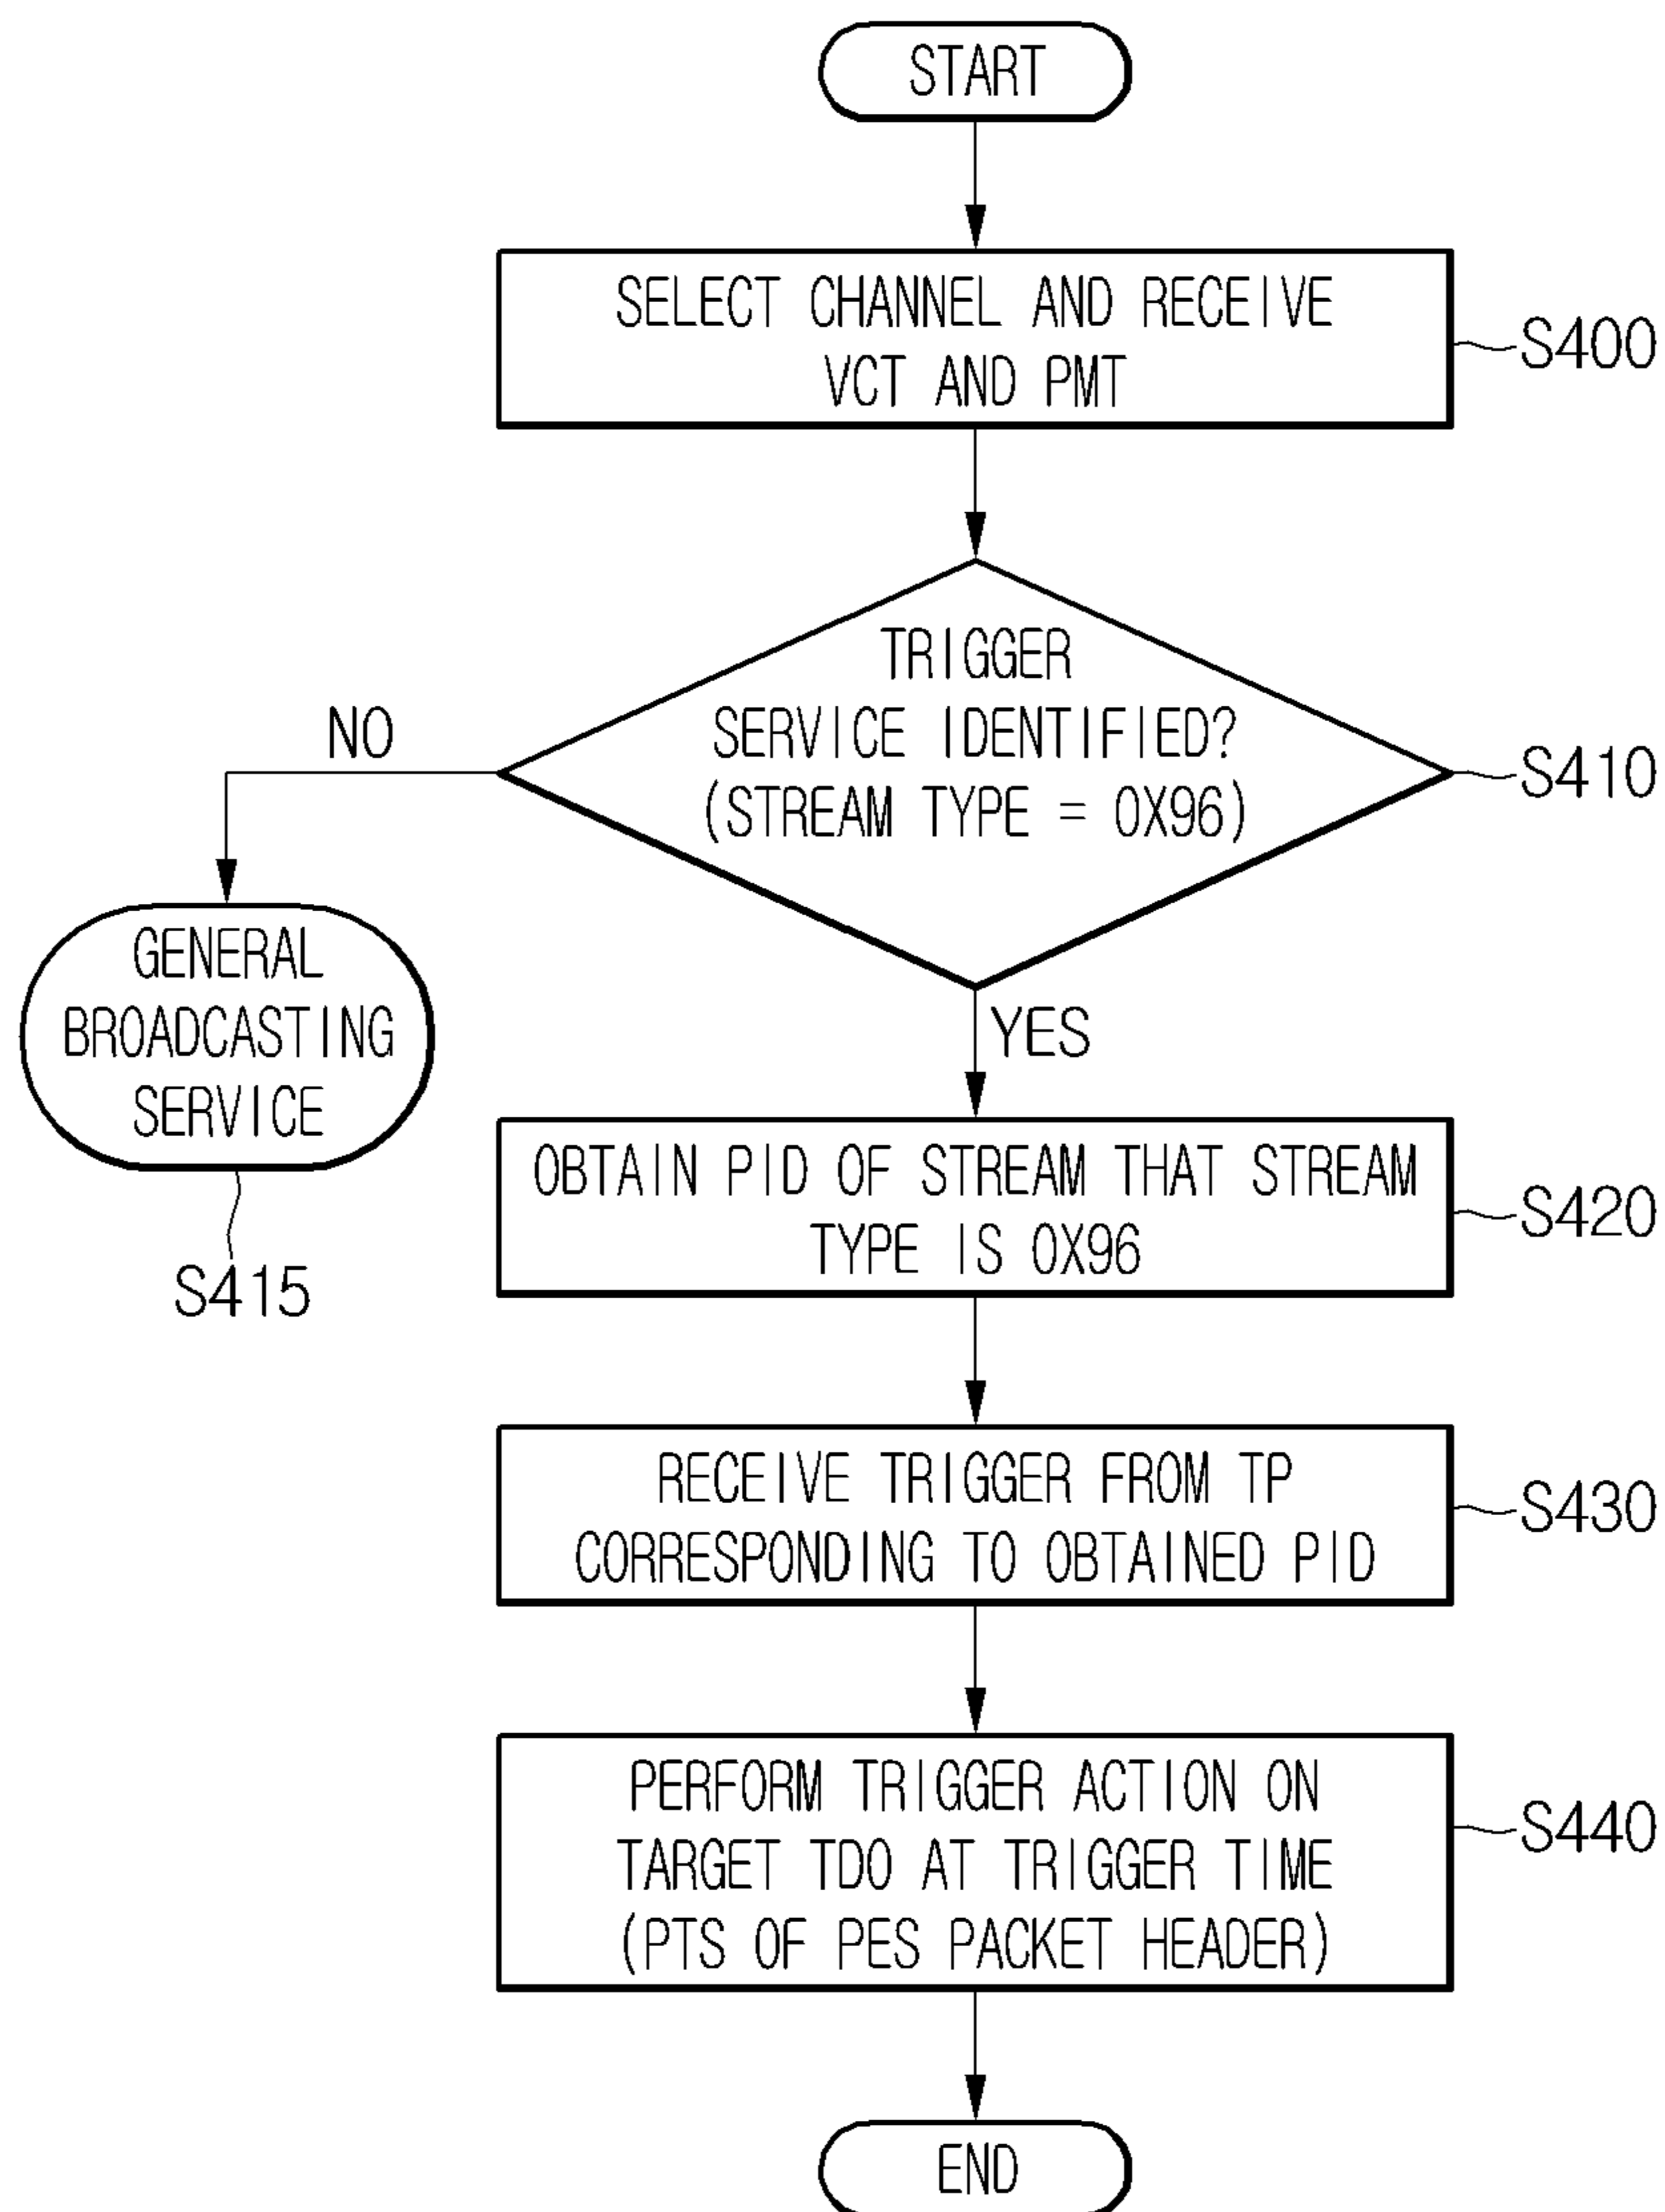 START
SELECT CHANNEL AND RECEIVE
VCT AND PMT
S400
TRIGGER
SERVICE IDENTIFIED?
(STREAM TYPE = 0X96)
S410
NO
GENERAL
BROADCASTING
SERVICE
S415
YES
OBTAIN PID OF STREAM THAT STREAM
TYPE IS 0X96
S420
RECEIVE TRIGGER FROM TP
CORRESPONDING TO OBTAINED PID
S430
PERFORM TRIGGER ACTION ON
TARGET TDO AT TRIGGER TIME
(PTS OF PES PACKET HEADER)
S440
END